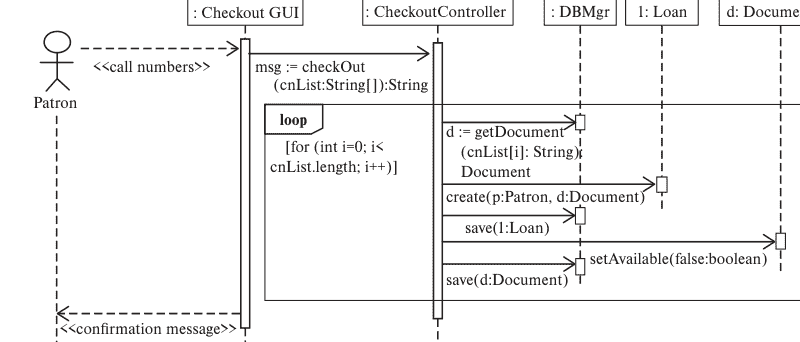 : Checkout GUI
: CheckoutController
: DBMgr
l: Loan
d: Docume
Patron
<<call numbers>>
msg := checkOut
(cnList:String[]):String
loop
[for (int i=0; i<
cnList.length; i++)]
d := getDocument
(cnList[i]: String):
Document
create(p:Patron, d:Document)
save(l:Loan)
setAvailable(false:boolean)
save(d:Document)
<<confirmation message>>